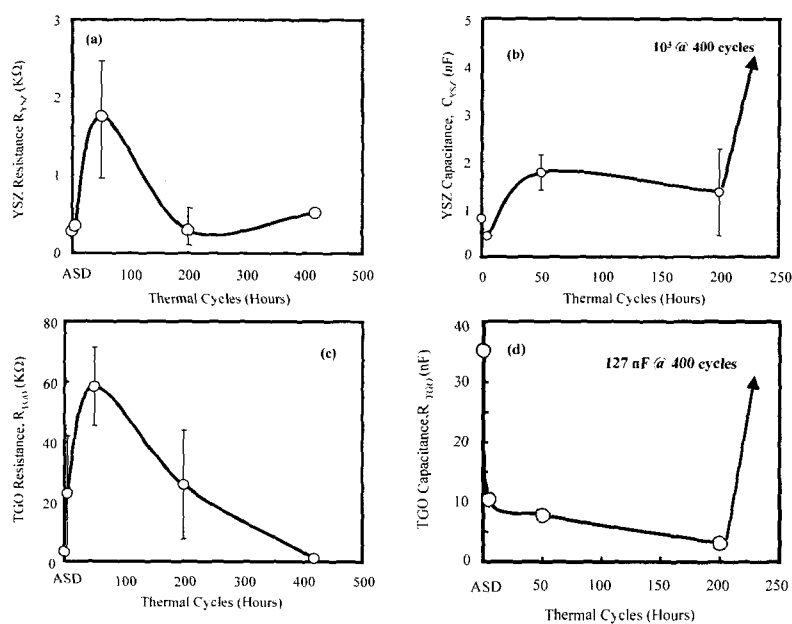 (a)
YSZ Resistance R_YSZ (KΩ)
3
2
1
0
ASD 100 200 300 400 500
Thermal Cycles (Hours)
(b)
10³ @ 400 cycles
YSZ Capacitance, C_YSZ (nF)
5
4
3
2
1
0
0 50 100 150 200 250
Thermal Cycles (Hours)
(c)
TGO Resistance, R_TGO (KΩ)
80
60
40
20
0
ASD 100 200 300 400 500
Thermal Cycles (Hours)
(d)
127 nF @ 400 cycles
TGO Capacitance,R_TGO (nF)
40
30
20
10
0
ASD 50 100 150 200 250
Thermal Cycles (Hours)